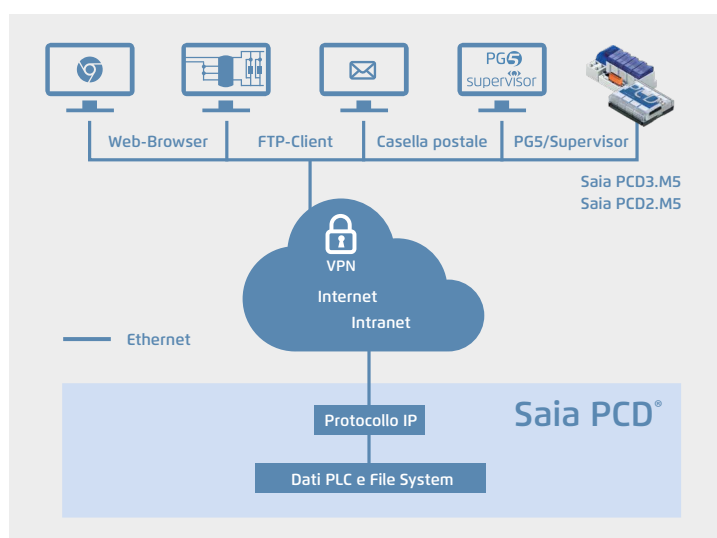 PG5
supervisor
Web-Browser
FTP-Client
Casella postale
PG5/Supervisor
Saia PCD3.M5
Saia PCD2.M5
VPN
Internet
Intranet
Ethernet
Saia PCD®
Protocollo IP
Dati PLC e File System